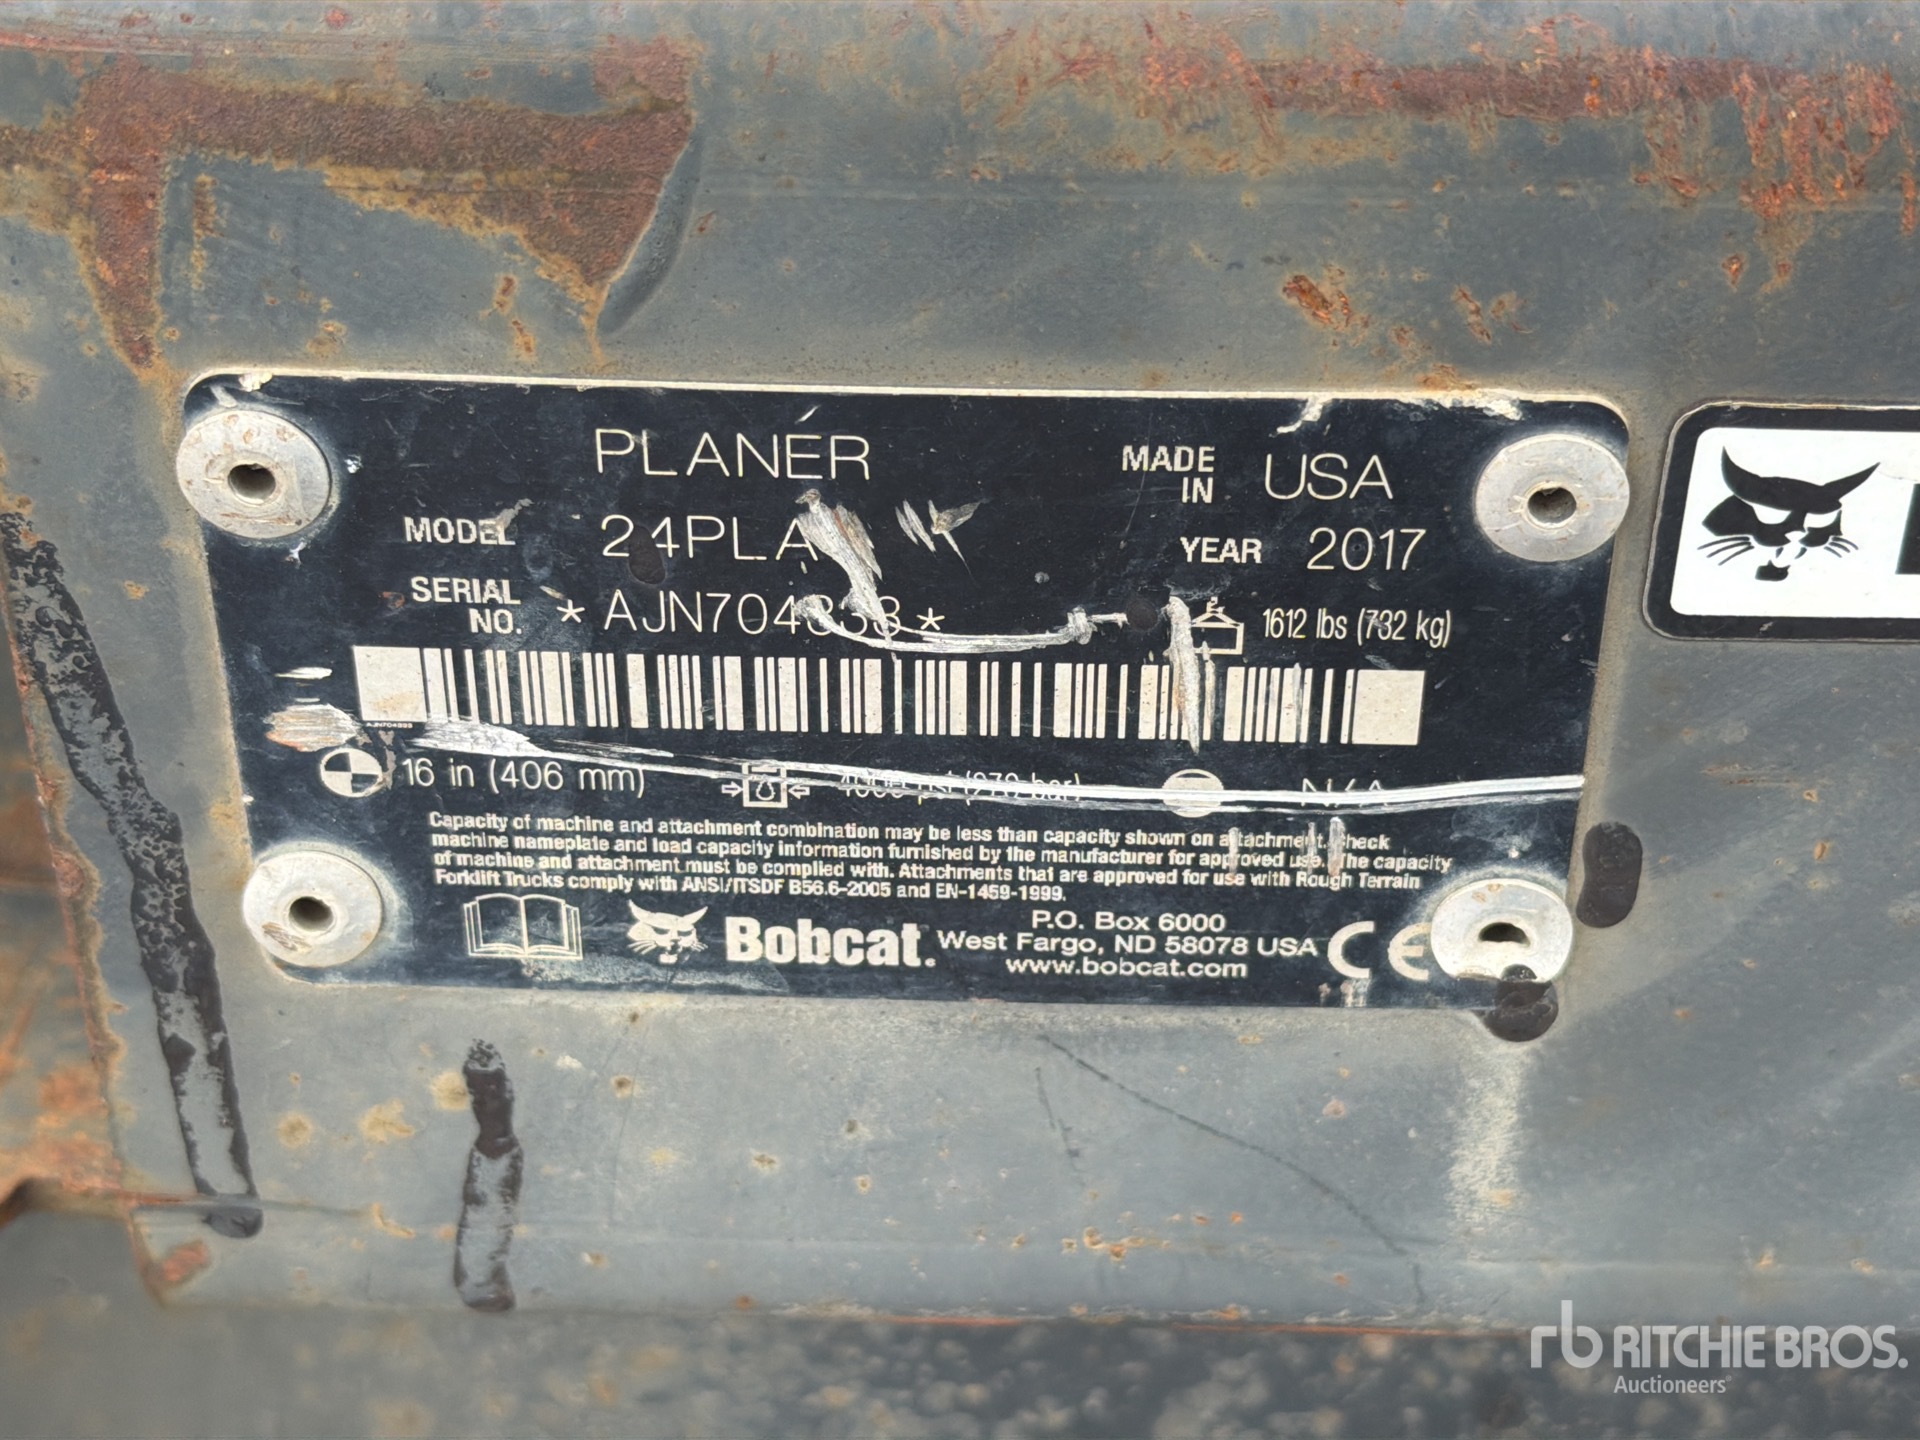 PLANER
MADE IN USA
MODEL 24PLA
YEAR 2017
SERIAL NO. *AJN704333*
1612 lbs (732 kg)
AJN704333
16 in (406 mm)
N/A
Capacity of machine and attachment combination may be less than capacity shown on attachment. Check
machine nameplate and load capacity information furnished by the manufacturer for approved use. The capacity
of machine and attachment must be complied with. Attachments that are approved for use with Rough Terrain
Forklift Trucks comply with ANSI/ITSDF B56.6-2005 and EN-1459-1999.
Bobcat.
P.O. Box 6000
West Fargo, ND 58078 USA
www.bobcat.com
CE
rb RITCHIE BROS.
Auctioneers